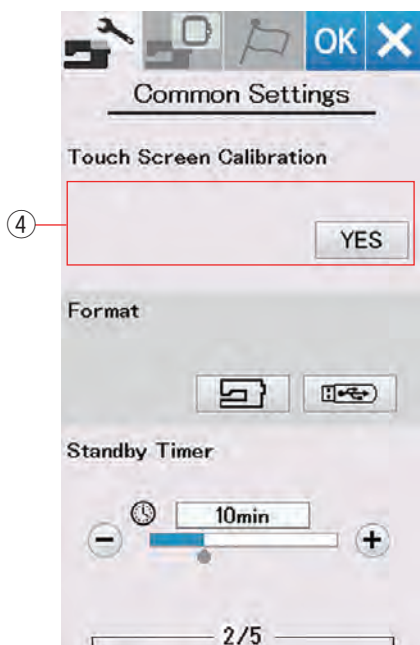 OK
Common Settings
Touch Screen Calibration
④
YES
Format
Standby Timer
10min
2/5